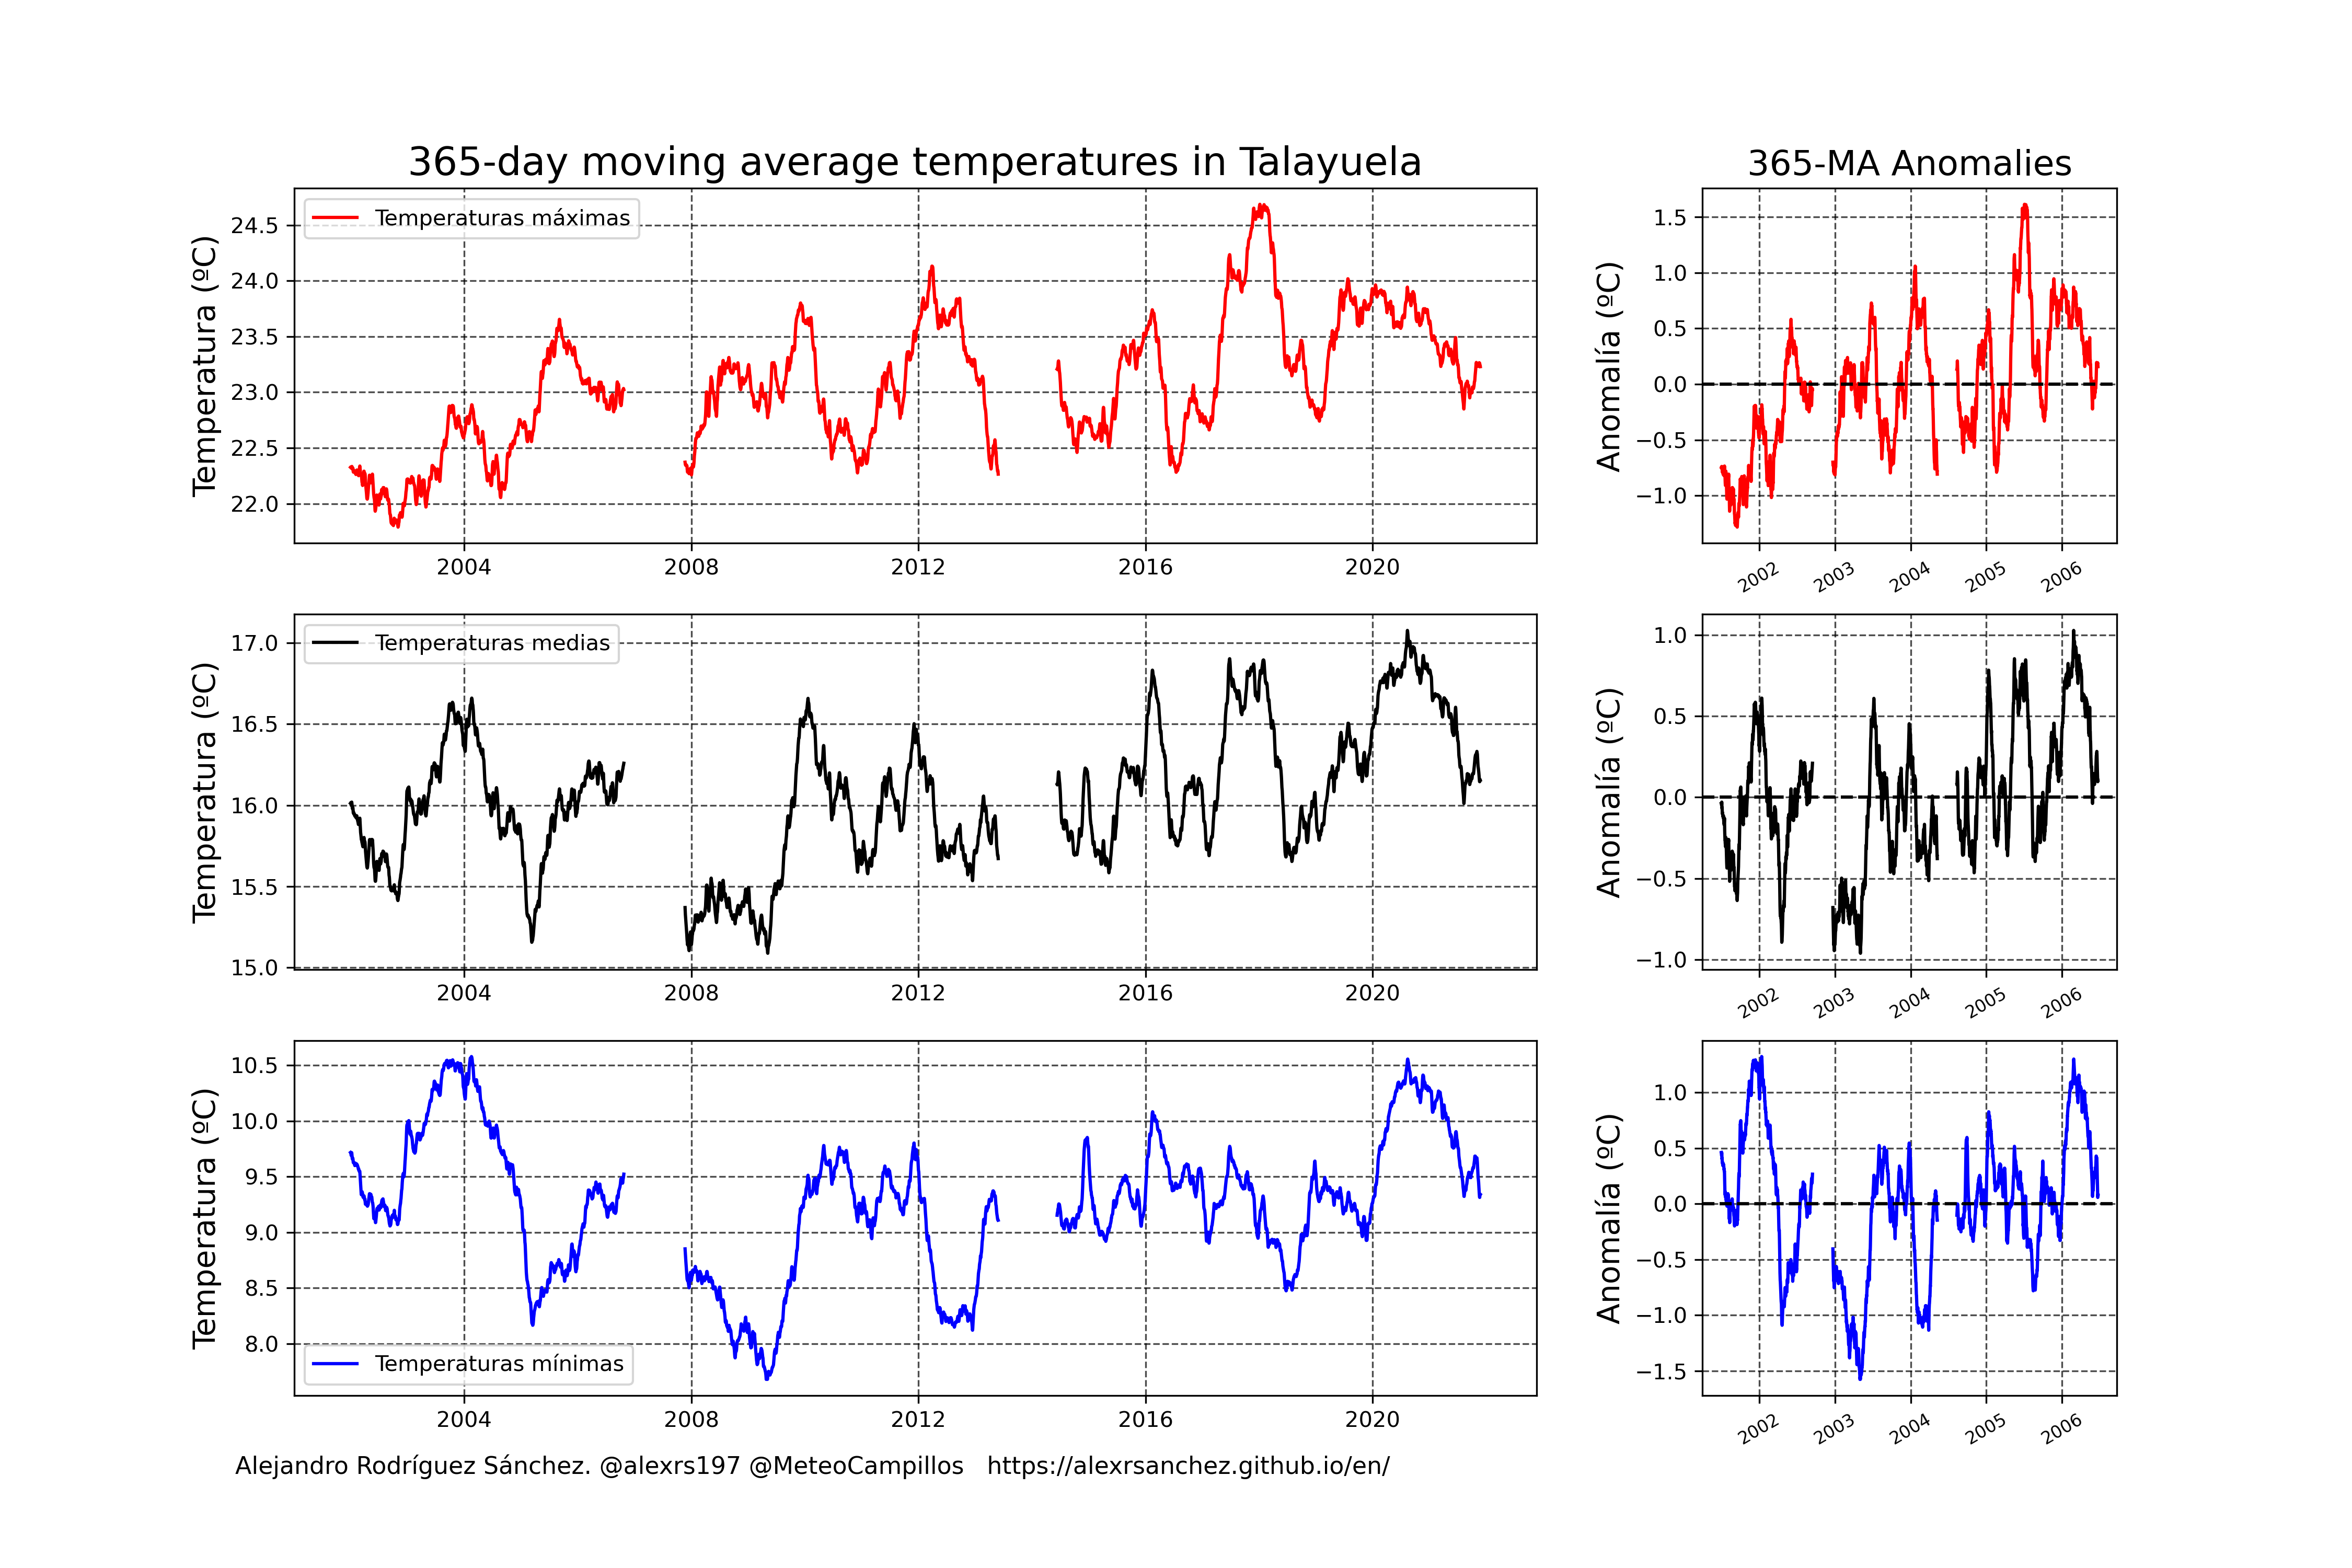 365-day moving average temperatures in Talayuela
365-MA Anomalies
Temperatura (ºC)
24.5
24.0
23.5
23.0
22.5
22.0
Temperaturas máximas
2004 2008 2012 2016 2020
Anomalía (ºC)
1.5
1.0
0.5
0.0
−0.5
−1.0
2002 2003 2004 2005 2006
Temperatura (ºC)
17.0
16.5
16.0
15.5
15.0
Temperaturas medias
2004 2008 2012 2016 2020
Anomalía (ºC)
1.0
0.5
0.0
−0.5
−1.0
2002 2003 2004 2005 2006
Temperatura (ºC)
10.5
10.0
9.5
9.0
8.5
8.0
Temperaturas mínimas
2004 2008 2012 2016 2020
Anomalía (ºC)
1.0
0.5
0.0
−0.5
−1.0
−1.5
2002 2003 2004 2005 2006
Alejandro Rodríguez Sánchez. @alexrs197 @MeteoCampillos https://alexrsanchez.github.io/en/